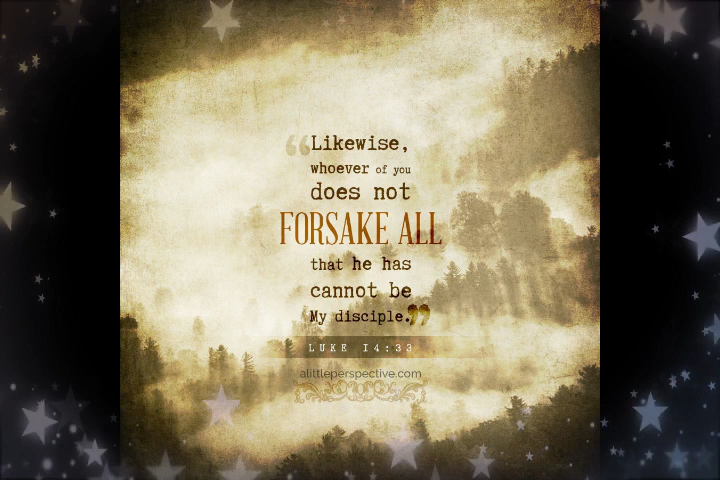 “Likewise,
whoever of you
does not
FORSAKE ALL
that he has
cannot be
My disciple.”
LUKE 14:33
alittleperspective.com